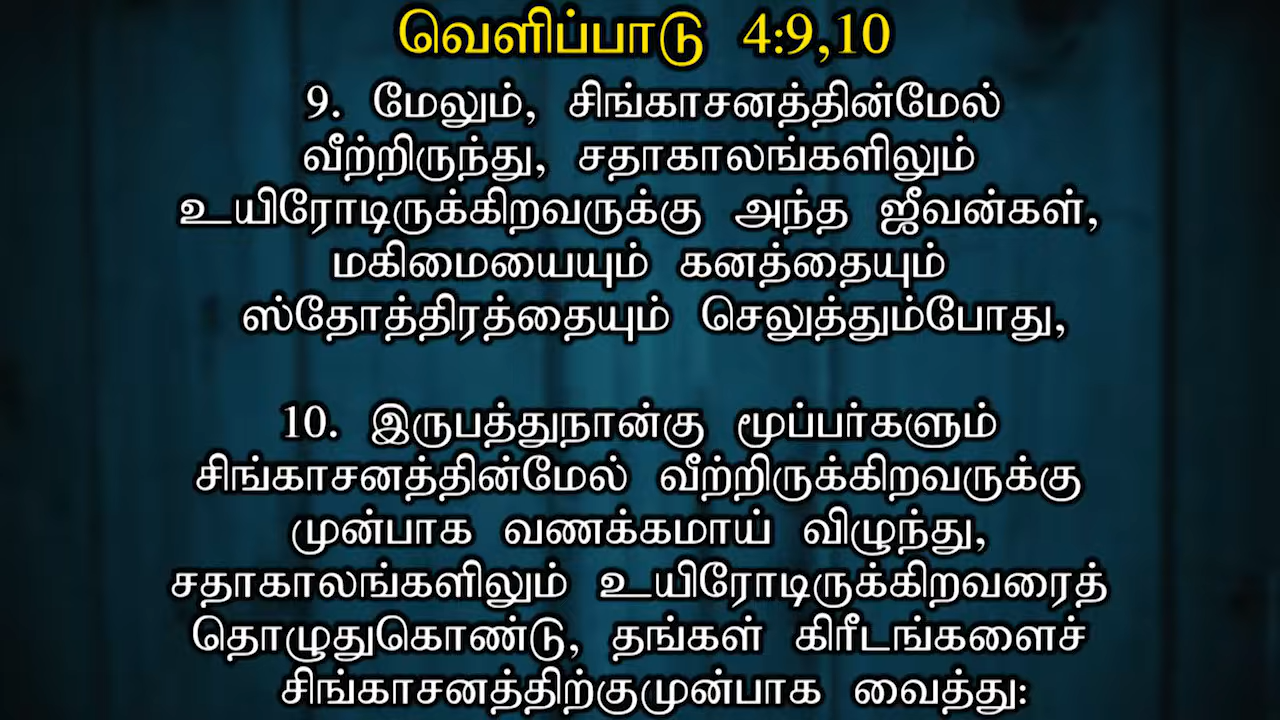 வெளிப்பாடு 4:9,10
9. மேலும், சிங்காசனத்தின்மேல்
வீற்றிருந்து, சதாகாலங்களிலும்
உயிரோடிருக்கிறவருக்கு அந்த ஜீவன்கள்,
மகிமையையும் கனத்தையும்
ஸ்தோத்திரத்தையும் செலுத்தும்போது,
10. இருபத்துநான்கு மூப்பர்களும்
சிங்காசனத்தின்மேல் வீற்றிருக்கிறவருக்கு
முன்பாக வணக்கமாய் விழுந்து,
சதாகாலங்களிலும் உயிரோடிருக்கிறவரைத்
தொழுதுகொண்டு, தங்கள் கிரீடங்களைச்
சிங்காசனத்திற்குமுன்பாக வைத்து: